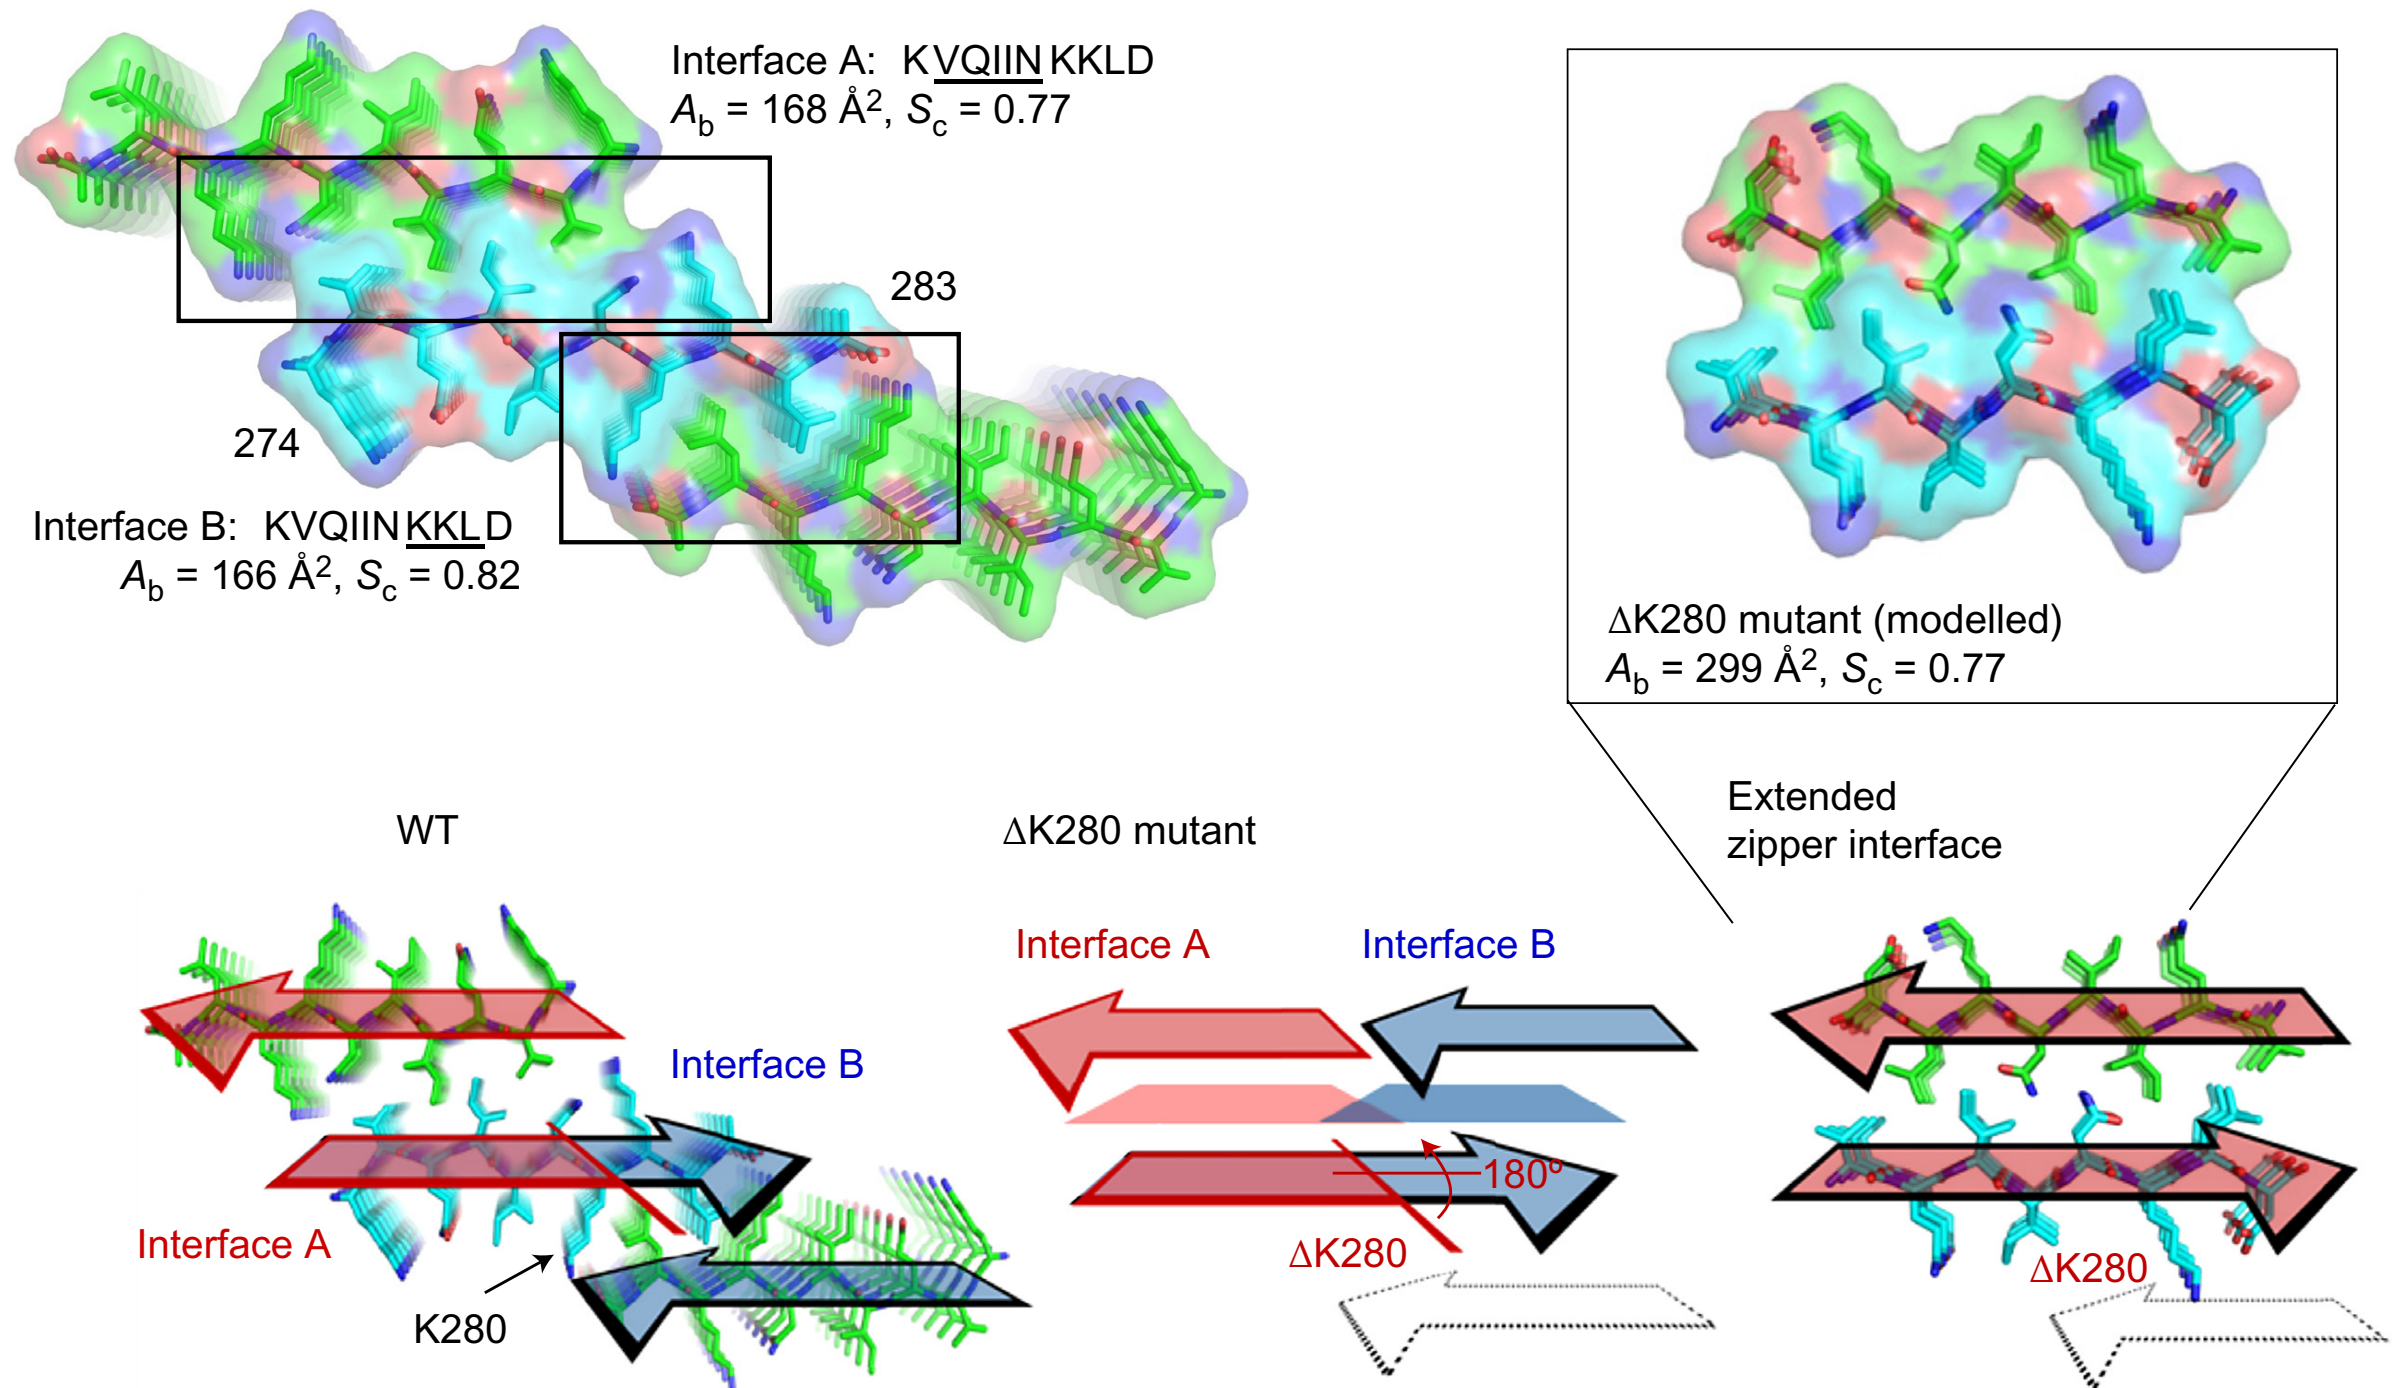 Interface A: KVQIINKKLD
Ab = 168 Å², Sc = 0.77
283
274
Interface B: KVQIINKKLD
Ab = 166 Å², Sc = 0.82
ΔK280 mutant (modelled)
Ab = 299 Å², Sc = 0.77
Extended
zipper interface
WT
ΔK280 mutant
Interface A
Interface B
Interface B
180º
Interface A
ΔK280
ΔK280
K280